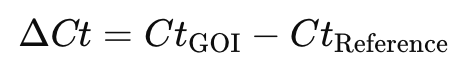 ΔCt = Ct_GOI − Ct_Reference